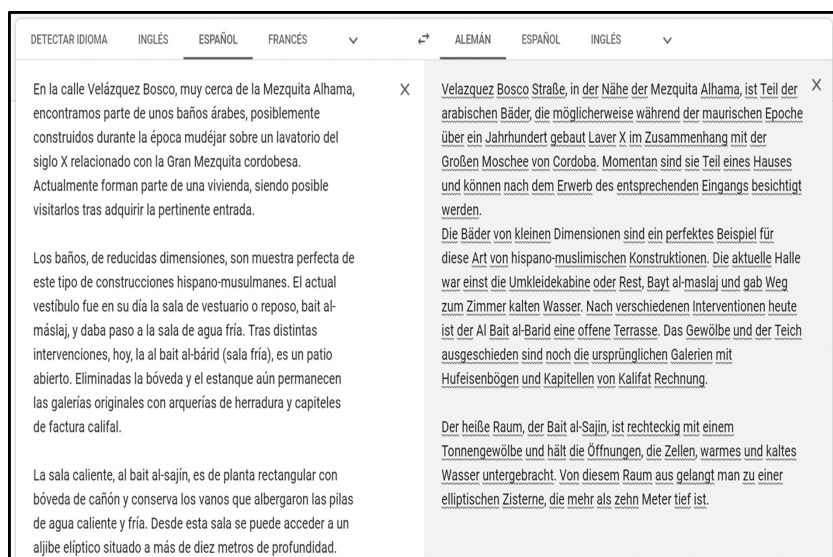 DETECTAR IDIOMA INGLÉS ESPAÑOL FRANCÉS
ALEMÁN ESPAÑOL INGLÉS
En la calle Velázquez Bosco, muy cerca de la Mezquita Alhama,
encontramos parte de unos baños árabes, posiblemente
construidos durante la época mudéjar sobre un lavatorio del
siglo X relacionado con la Gran Mezquita cordobesa.
Actualmente forman parte de una vivienda, siendo posible
visitarlos tras adquirir la pertinente entrada.
Los baños, de reducidas dimensiones, son muestra perfecta de
este tipo de construcciones hispano-musulmanes. El actual
vestíbulo fue en su día la sala de vestuario o reposo, bait al-
máslaj, y daba paso a la sala de agua fría. Tras distintas
intervenciones, hoy, la al bait al-bárid (sala fría), es un patio
abierto. Eliminadas la bóveda y el estanque aún permanecen
las galerías originales con arquerías de herradura y capiteles
de factura califal.
La sala caliente, al bait al-sajín, es de planta rectangular con
bóveda de cañón y conserva los vanos que albergaron las pilas
de agua caliente y fría. Desde esta sala se puede acceder a un
aljibe elíptico situado a más de diez metros de profundidad.
Velazquez Bosco Straße, in der Nähe der Mezquita Alhama, ist Teil der
arabischen Bäder, die möglicherweise während der maurischen Epoche
über ein Jahrhundert gebaut Laver X im Zusammenhang mit der
Großen Moschee von Cordoba. Momentan sind sie Teil eines Hauses
und können nach dem Erwerb des entsprechenden Eingangs besichtigt
werden.
Die Bäder von kleinen Dimensionen sind ein perfektes Beispiel für
diese Art von hispano-muslimischen Konstruktionen. Die aktuelle Halle
war einst die Umkleidekabine oder Rest, Bayt al-maslaj und gab Weg
zum Zimmer kalten Wasser. Nach verschiedenen Interventionen heute
ist der Al Bait al-Barid eine offene Terrasse. Das Gewölbe und der Teich
ausgeschieden sind noch die ursprünglichen Galerien mit
Hufeisenbögen und Kapitellen von Kalifat Rechnung.
Der heiße Raum, der Bait al-Sajin, ist rechteckig mit einem
Tonnengewölbe und hält die Öffnungen, die Zellen, warmes und kaltes
Wasser untergebracht. Von diesem Raum aus gelangt man zu einer
elliptischen Zisterne, die mehr als zehn Meter tief ist.